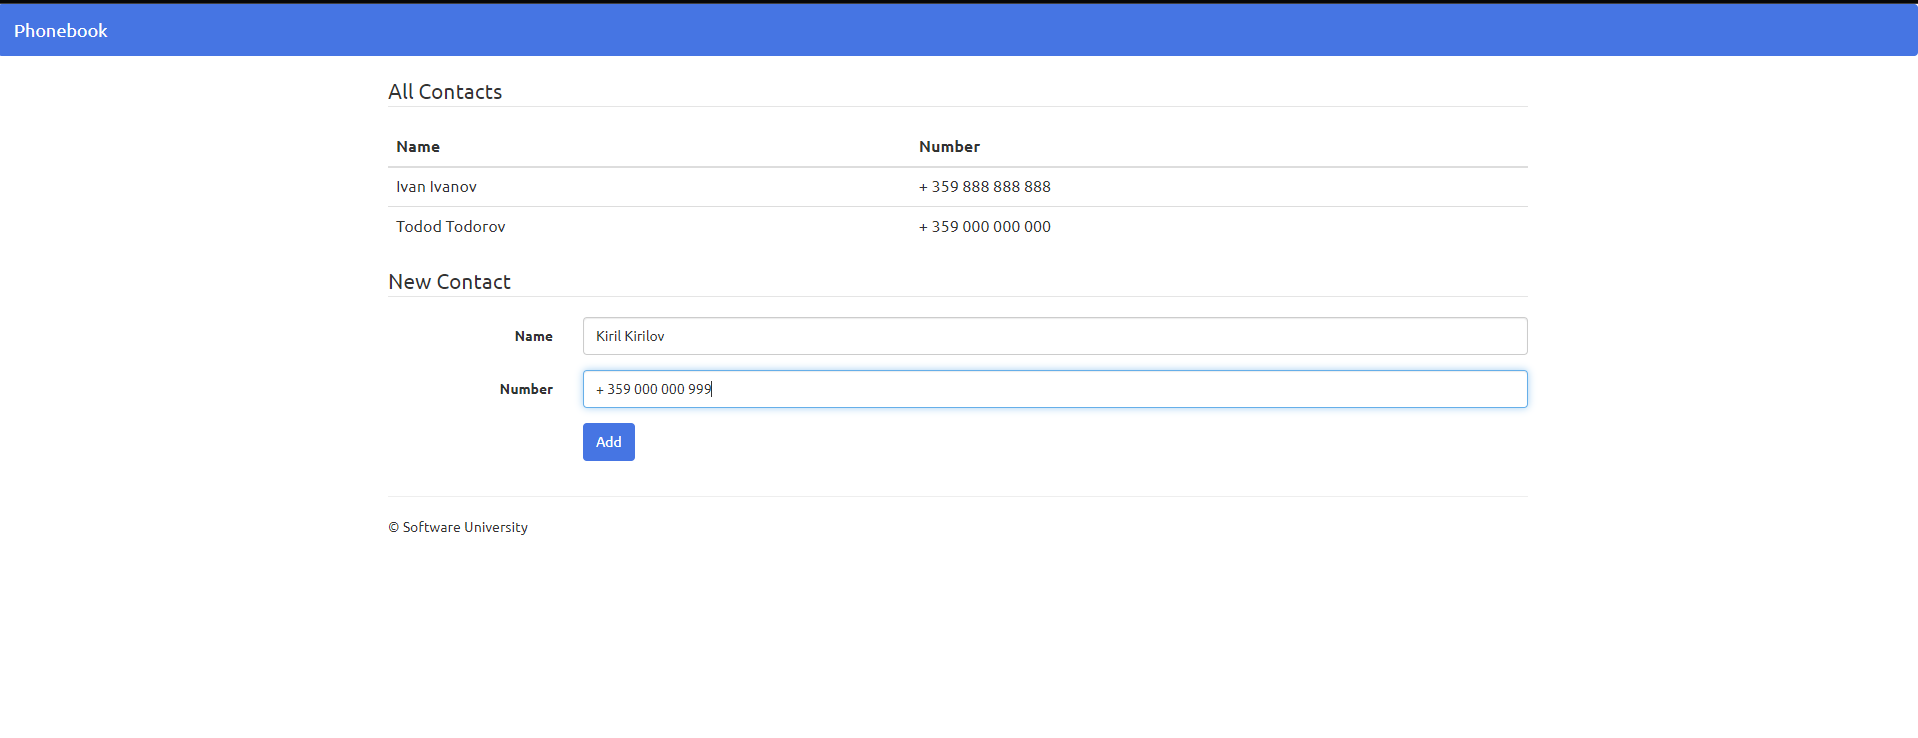 Phonebook
All Contacts
Name Number
Ivan Ivanov + 359 888 888 888
Todod Todorov + 359 000 000 000
New Contact
Name Kiril Kirilov
Number + 359 000 000 999
Add
© Software University